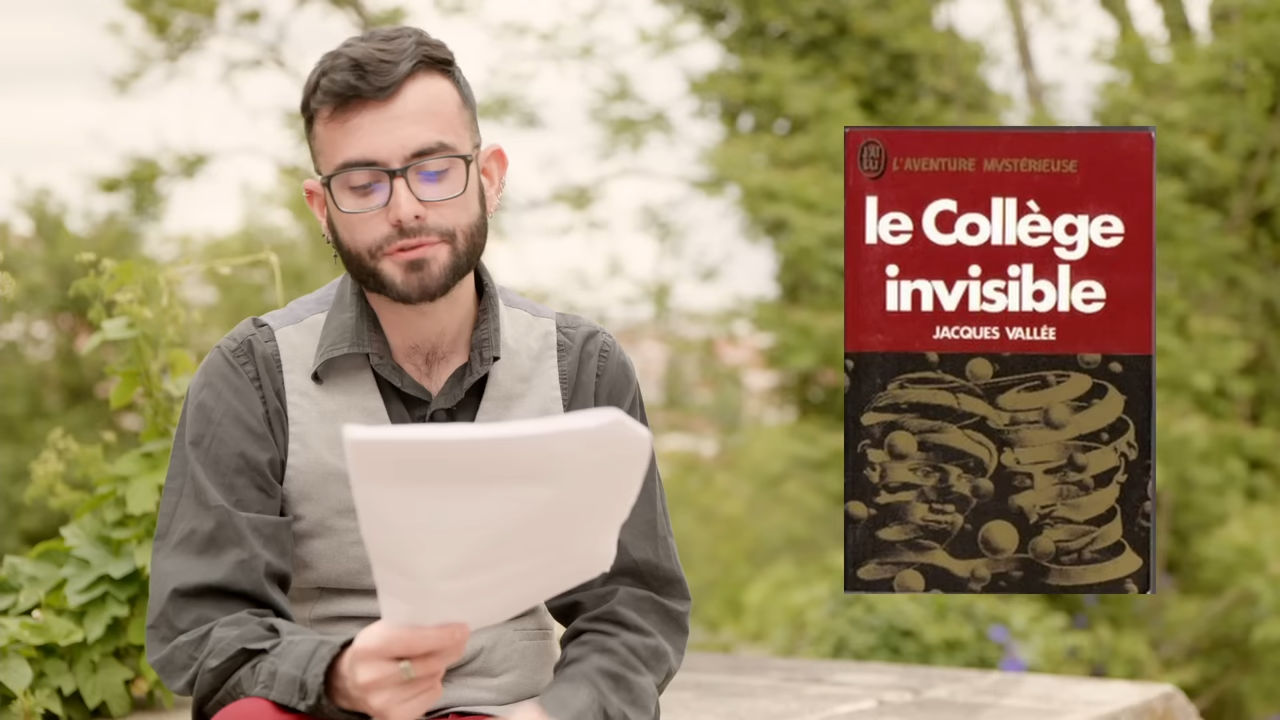 J'AI
LU
L'AVENTURE MYSTÉRIEUSE
le Collège
invisible
JACQUES VALLÉE